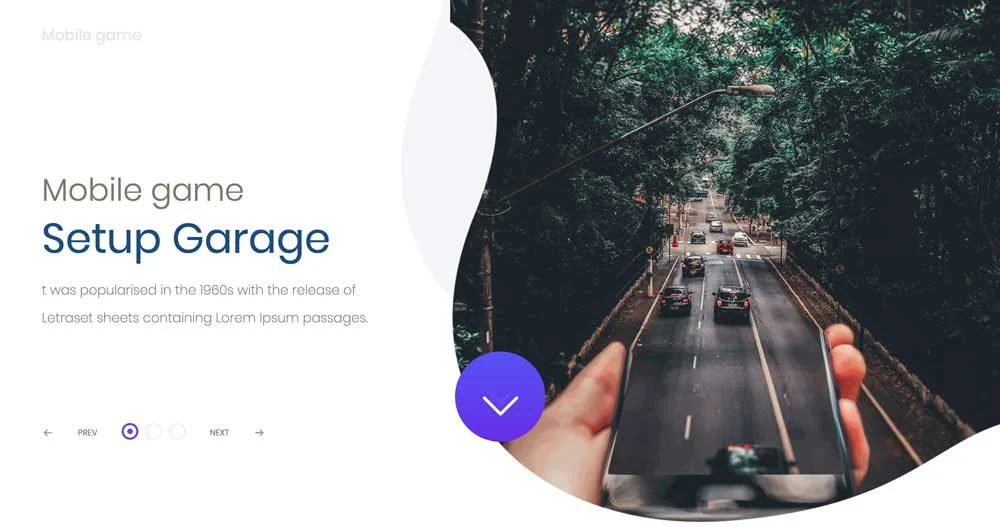 Mobile game
Mobile game
Setup Garage
t was popularised in the 1960s with the release of
Letraset sheets containing Lorem Ipsum passages.
PREV NEXT